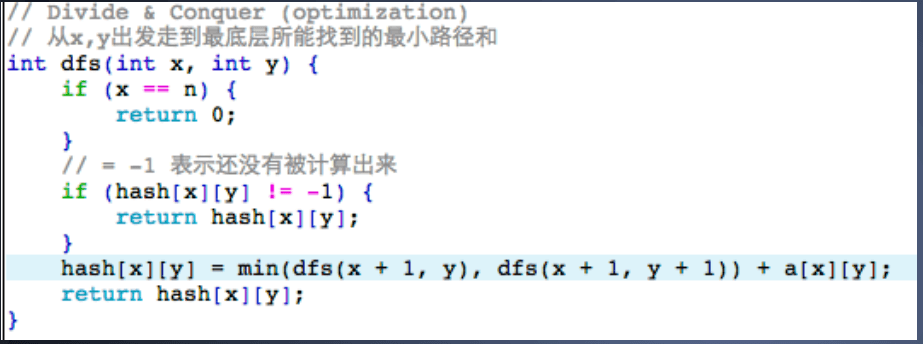 // Divide & Conquer (optimization)
// 从x,y出发走到最底层所能找到的最小路径和
int dfs(int x, int y) {
    if (x == n) {
        return 0;
    }
    // = -1 表示还没有被计算出来
    if (hash[x][y] != -1) {
        return hash[x][y];
    }
    hash[x][y] = min(dfs(x + 1, y), dfs(x + 1, y + 1)) + a[x][y];
    return hash[x][y];
}